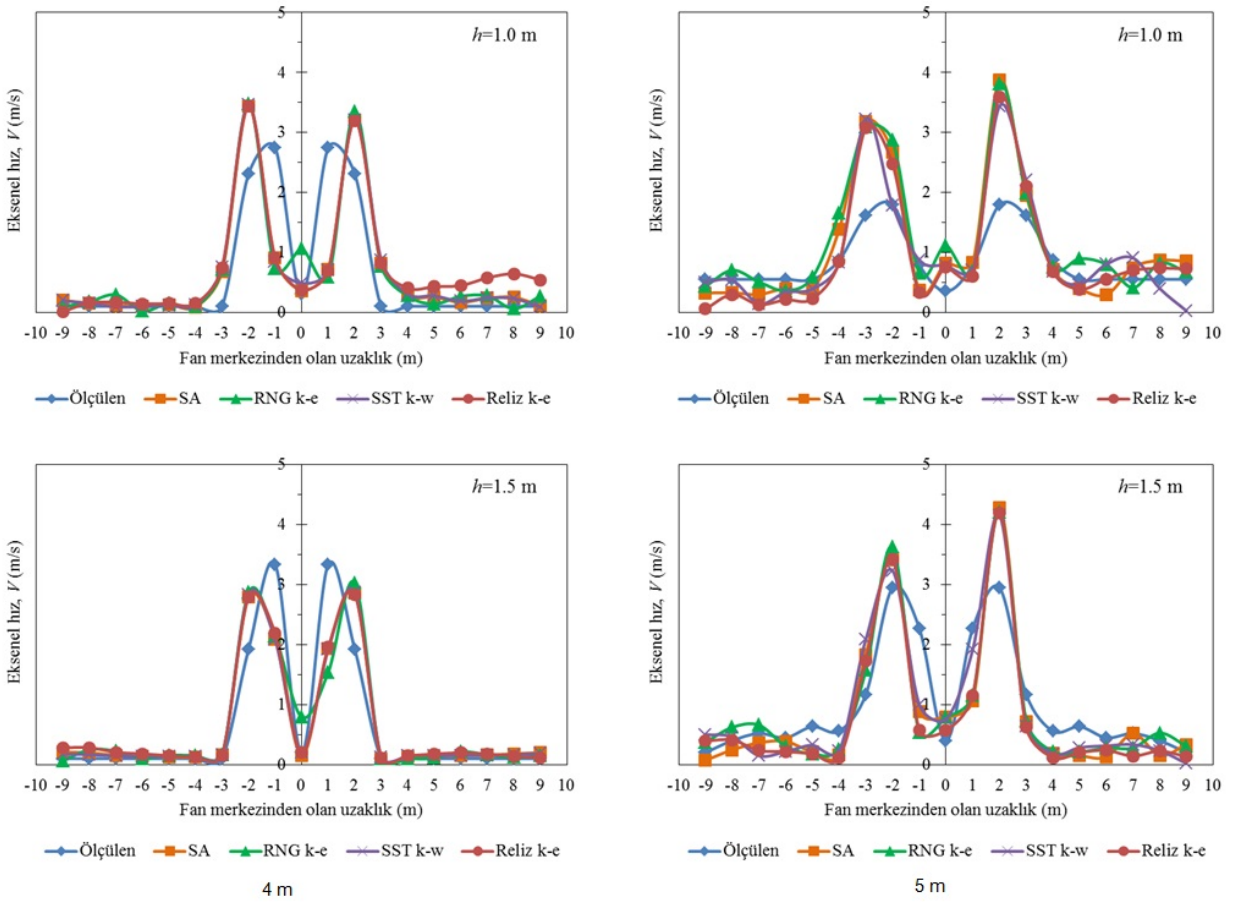 h=1.0 m
Eksenel hız, V (m/s)
5
4
3
2
1
0
-10 -9 -8 -7 -6 -5 -4 -3 -2 -1 0 1 2 3 4 5 6 7 8 9 10
Fan merkezinden olan uzaklık (m)
Ölçülen SA RNG k-e SST k-w Reliz k-e
h=1.0 m
Eksenel hız, V (m/s)
5
4
3
2
1
0
-10 -9 -8 -7 -6 -5 -4 -3 -2 -1 0 1 2 3 4 5 6 7 8 9 10
Fan merkezinden olan uzaklık (m)
Ölçülen SA RNG k-e SST k-w Reliz k-e
h=1.5 m
Eksenel hız, V (m/s)
5
4
3
2
1
0
-10 -9 -8 -7 -6 -5 -4 -3 -2 -1 0 1 2 3 4 5 6 7 8 9 10
Fan merkezinden olan uzaklık (m)
Ölçülen SA RNG k-e SST k-w Reliz k-e
4 m
h=1.5 m
Eksenel hız, V (m/s)
5
4
3
2
1
0
-10 -9 -8 -7 -6 -5 -4 -3 -2 -1 0 1 2 3 4 5 6 7 8 9 10
Fan merkezinden olan uzaklık (m)
Ölçülen SA RNG k-e SST k-w Reliz k-e
5 m